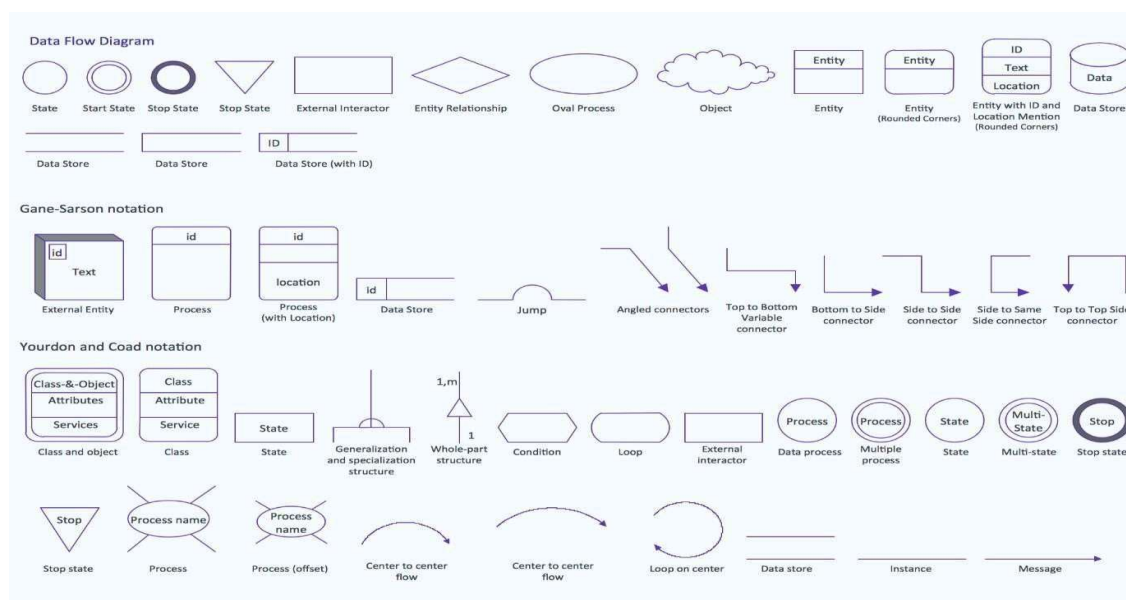 Data Flow Diagram
Entity
Entity
ID
Text
Location
Data
State
Start State
Stop State
Stop State
External Interactor
Entity Relationship
Oval Process
Object
Entity
Entity
(Rounded Corners)
Entity with ID and
Location Mention
(Rounded Corners)
Data Store
ID
Data Store
Data Store
Data Store (with ID)
Gane-Sarson notation
id
Text
id
id
location
id
External Entity
Process
Process
(with Location)
Data Store
Jump
Angled connectors
Top to Bottom
Variable
connector
Bottom to Side
connector
Side to Side
connector
Side to Same
Side connector
Top to Top Side
connector
Yourdon and Coad notation
Class-&-Object
Attributes
Services
Class
Attribute
Service
State
1,m
1
Process
Process
State
Multi-
State
Stop
Class and object
Class
State
Generalization
and specialization
structure
Whole-part
structure
Condition
Loop
External
interactor
Data process
Multiple
process
State
Multi-state
Stop state
Stop
Process name
Process
name
Stop state
Process
Process (offset)
Center to center
flow
Center to center
flow
Loop on center
Data store
Instance
Message